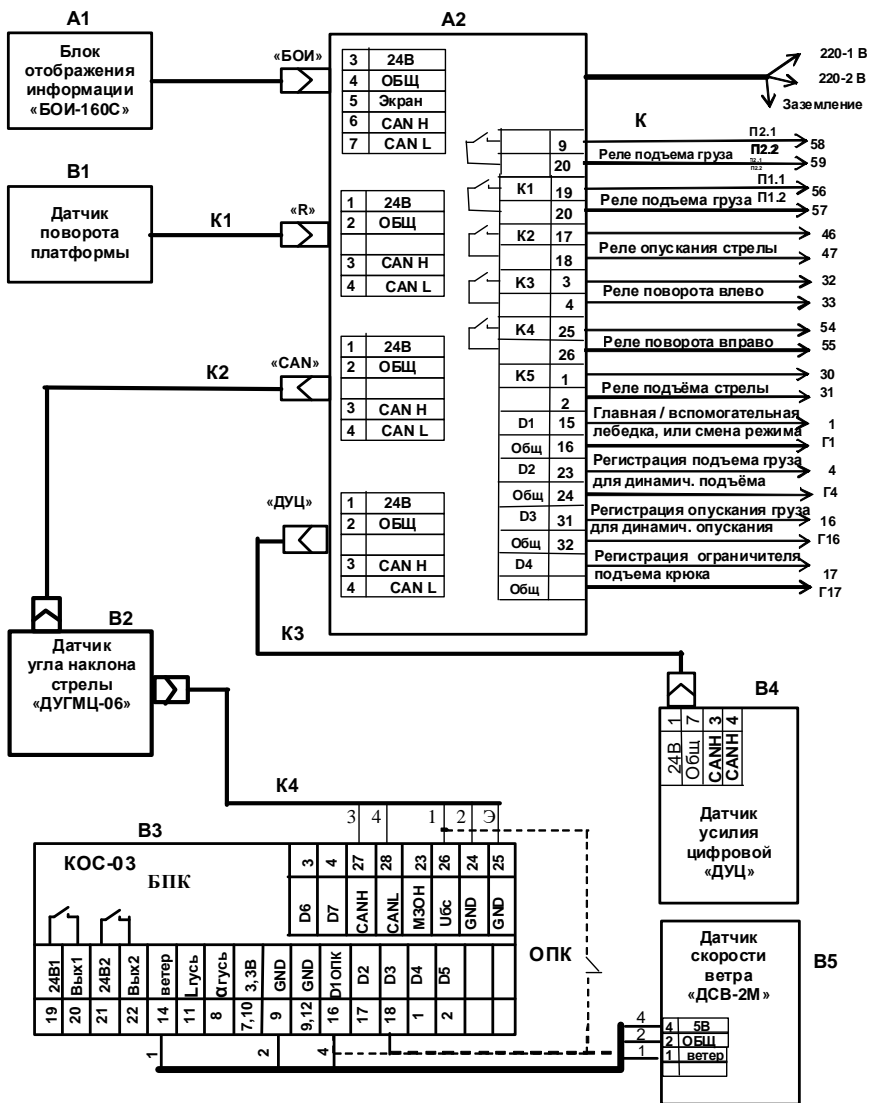 А1
Блок
отображения
информации
«БОИ-160С»
«БОИ»
А2
3 24В
4 ОБЩ
5 Экран
6 CAN H
7 CAN L
220-1 В
220-2 В
Заземление
К
В1
Датчик
поворота
платформы
К1
«R»
1 24В
2 ОБЩ
3 CAN H
4 CAN L
9 П2.1 58
Реле подъема груза П2.2
П2.1
П2.2
20 59
К1 19 П1.1 56
Реле подъема груза П1.2
20 57
К2 17 46
Реле опускания стрелы
18 47
К3 3 32
Реле поворота влево
4 33
К4 25 54
Реле поворота вправо
26 55
К5 1 30
Реле подъёма стрелы
2 31
D1 15 Главная / вспомогательная 1
лебедка, или смена режима
Общ 16 Г1
D2 23 Регистрация подъема груза 4
для динамич. подъёма
Общ 24 Г4
D3 31 Регистрация опускания груза 16
для динамич. опускания
Общ 32 Г16
D4 Регистрация ограничителя
подъема крюка 17
Общ Г17
К2
«CAN»
1 24В
2 ОБЩ
3 CAN H
4 CAN L
«ДУЦ»
1 24В
2 ОБЩ
3 CAN H
4 CAN L
К3
В2
Датчик
угла наклона
стрелы
«ДУГМЦ-06»
К4
В4
24В 1
Общ 7
CANH 3
CANH 4
Датчик
усилия
цифровой
«ДУЦ»
3 4 1 2 Э
В3
КОС-03
БПК
3 4 27 28 23 26 24 25
D6 D7 CANH CANL МЗОН Uбс GND GND
24В1 Вых1 24В2 Вых2 ветер Lгусь αгусь 3,3В GND GND D1ОПК D2 D3 D4 D5
19 20 21 22 14 11 8 7,10 9 9,12 16 17 18 1 2
1 2 4
ОПК
В5
Датчик
скорости
ветра
«ДСВ-2М»
4 4 5В
2 2 ОБЩ
1 1 ветер